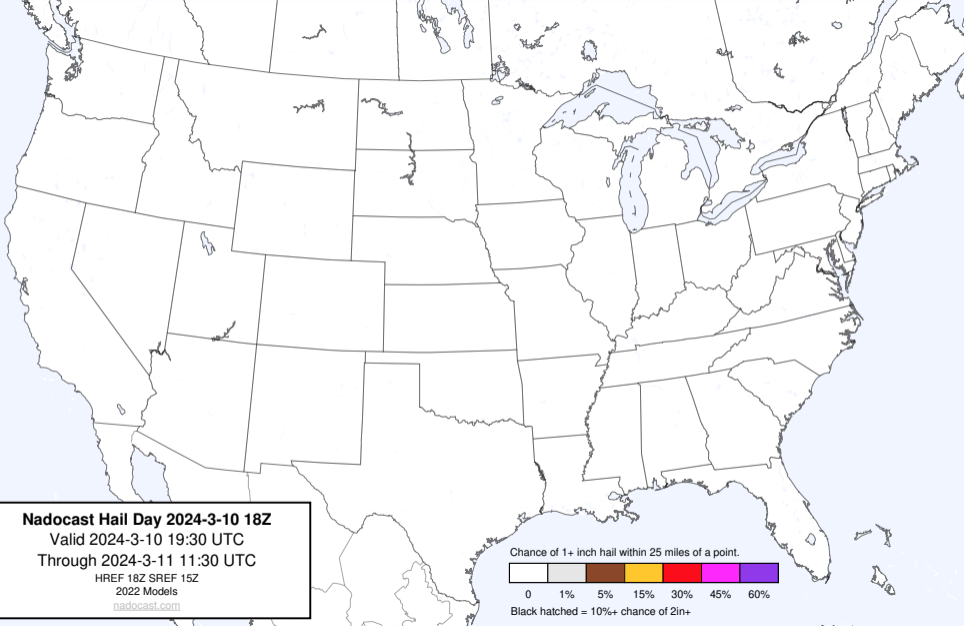 Nadocast Hail Day 2024-3-10 18Z
Valid 2024-3-10 19:30 UTC
Through 2024-3-11 11:30 UTC
HREF 18Z SREF 15Z
2022 Models
nadocast.com
Chance of 1+ inch hail within 25 miles of a point.
0 1% 5% 15% 30% 45% 60%
Black hatched = 10%+ chance of 2in+